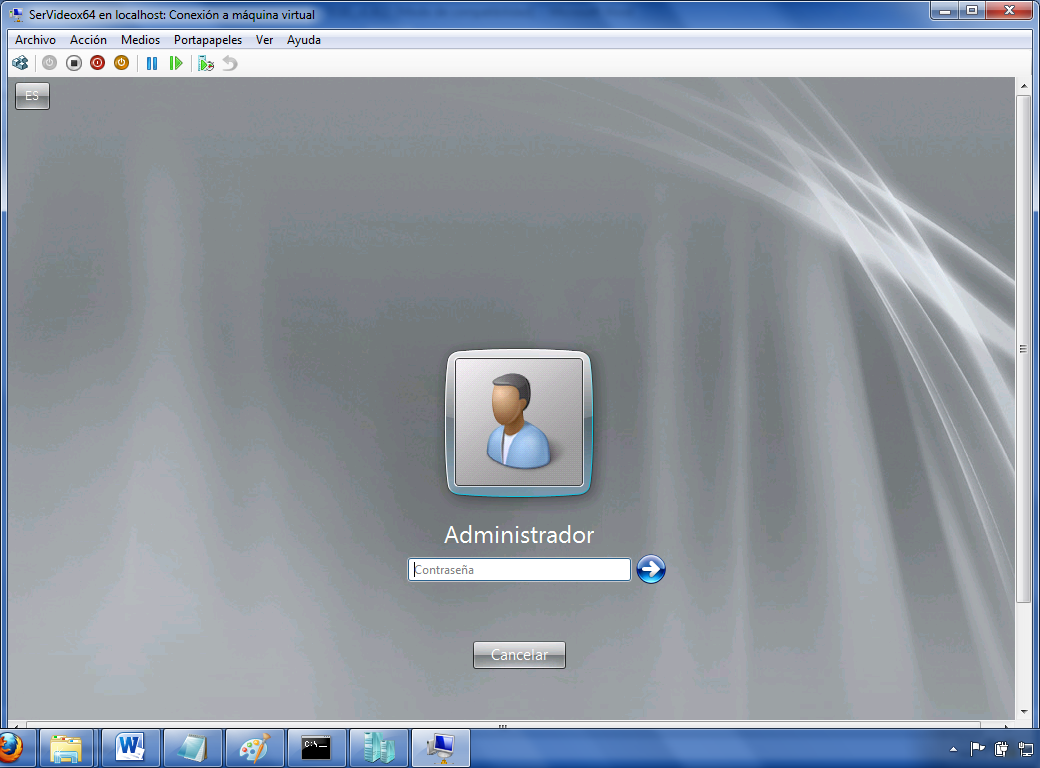 SerVideox64 en localhost: Conexión a máquina virtual
Archivo Acción Medios Portapapeles Ver Ayuda
ES
Administrador
Contraseña
Cancelar
C:\_